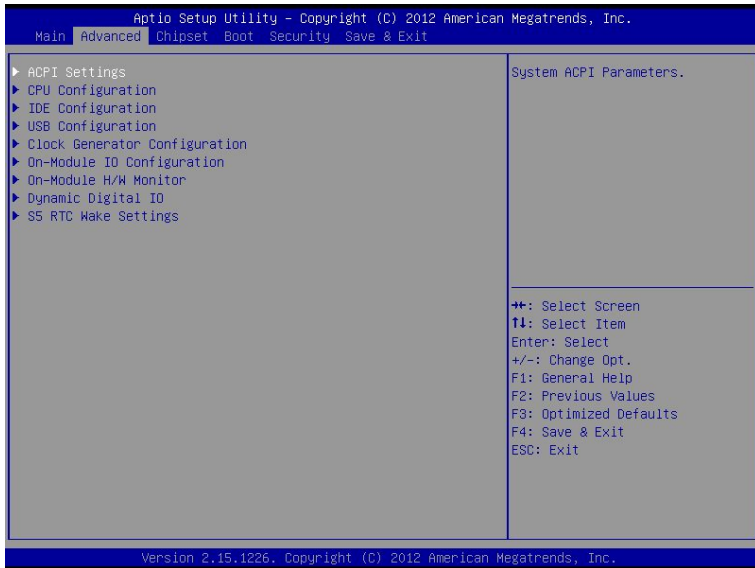 Aptio Setup Utility – Copyright (C) 2012 American Megatrends, Inc.
Main Advanced Chipset Boot Security Save & Exit
▶ ACPI Settings
▶ CPU Configuration
▶ IDE Configuration
▶ USB Configuration
▶ Clock Generator Configuration
▶ On-Module IO Configuration
▶ On-Module H/W Monitor
▶ Dynamic Digital IO
▶ S5 RTC Wake Settings
System ACPI Parameters.
→←: Select Screen
↑↓: Select Item
Enter: Select
+/-: Change Opt.
F1: General Help
F2: Previous Values
F3: Optimized Defaults
F4: Save & Exit
ESC: Exit
Version 2.15.1226. Copyright (C) 2012 American Megatrends, Inc.